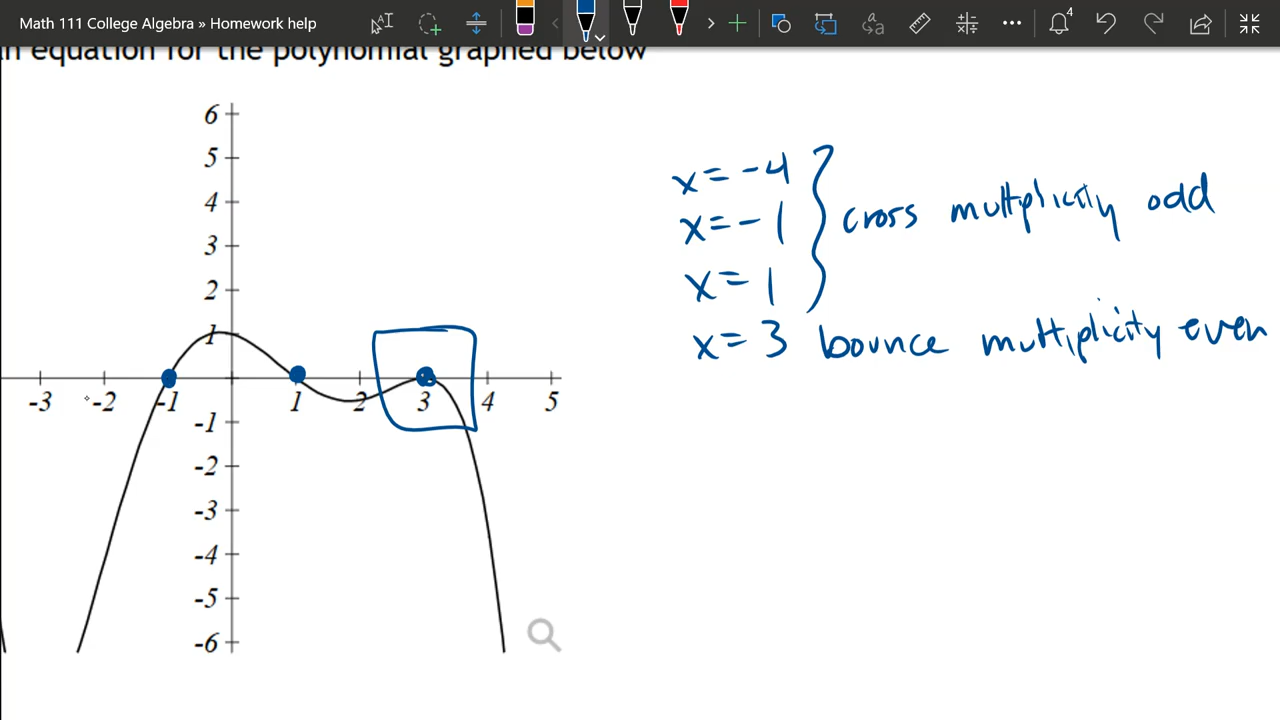 Math 111 College Algebra » Homework help
4
an equation for the polynomial graphed below
6
5
4
3
2
1
-3 -2 -1 1 2 3 4 5
-1
-2
-3
-4
-5
-6
x = -4
x = -1
x = 1
cross multiplicity odd
x = 3 bounce multiplicity even